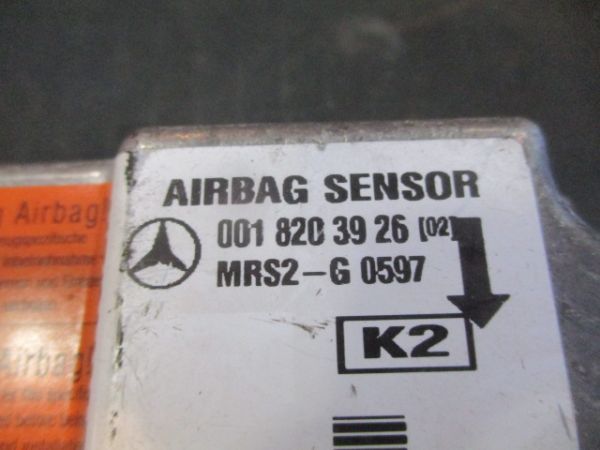 Airbag!
AIRBAG SENSOR
001 820 39 26 [02]
MRS2-G 0597
K2
Airbag!